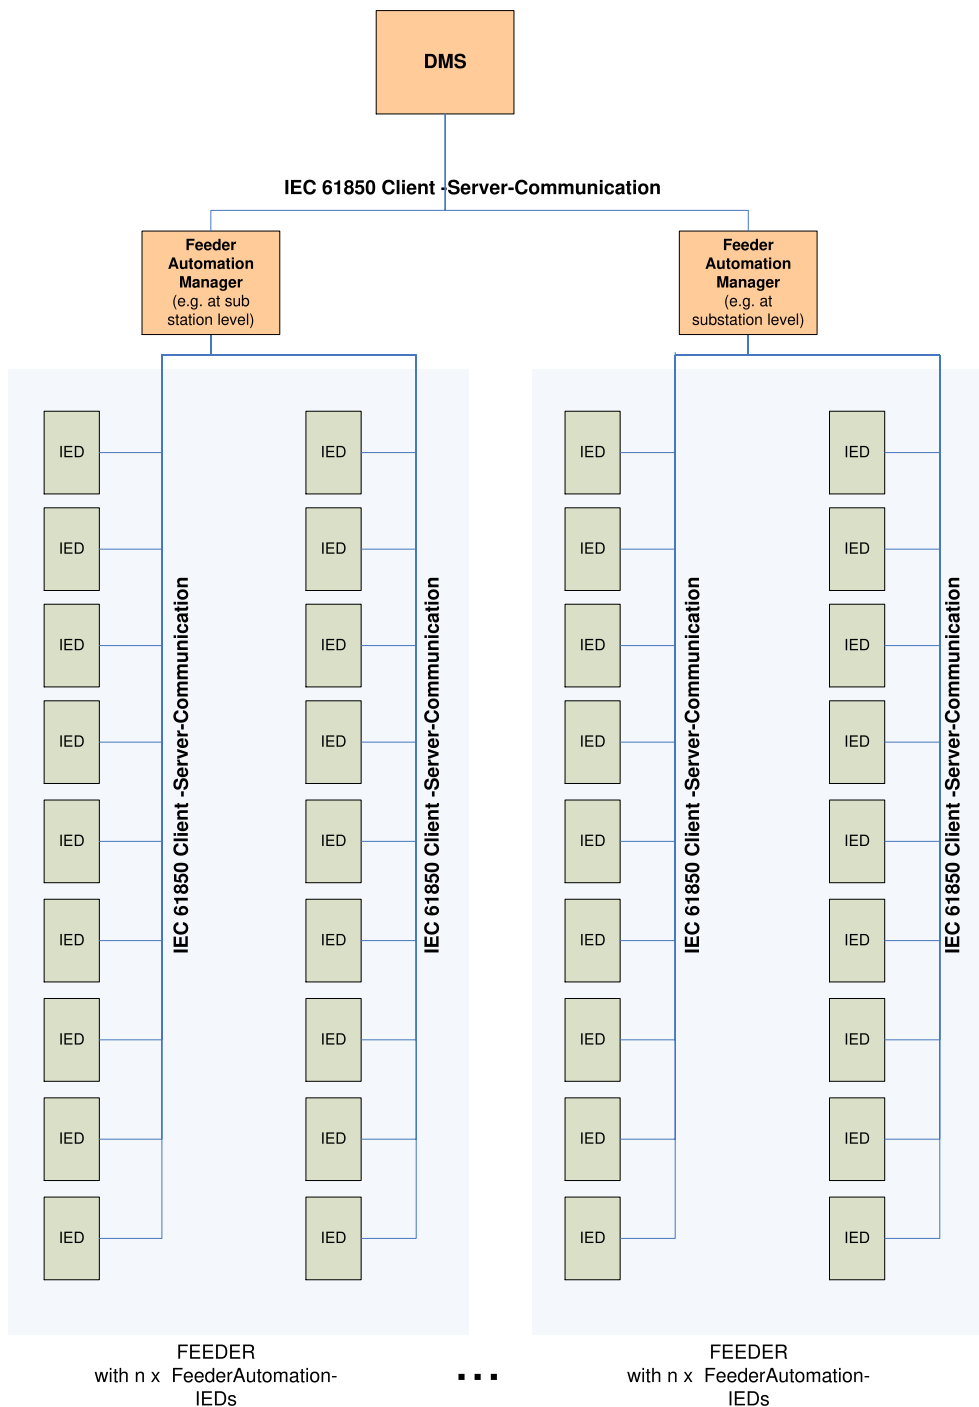 DMS
IEC 61850 Client -Server-Communication
Feeder
Automation
Manager
(e.g. at sub
station level)
Feeder
Automation
Manager
(e.g. at
substation level)
IED
IED
IED
IED
IED
IED
IED
IED
IED
IEC 61850 Client -Server-Communication
IED
IED
IED
IED
IED
IED
IED
IED
IED
IEC 61850 Client -Server-Communication
IED
IED
IED
IED
IED
IED
IED
IED
IED
IEC 61850 Client -Server-Communication
IED
IED
IED
IED
IED
IED
IED
IED
IED
IEC 61850 Client -Server-Communication
FEEDER
with n x  FeederAutomation-
IEDs
...
FEEDER
with n x  FeederAutomation-
IEDs